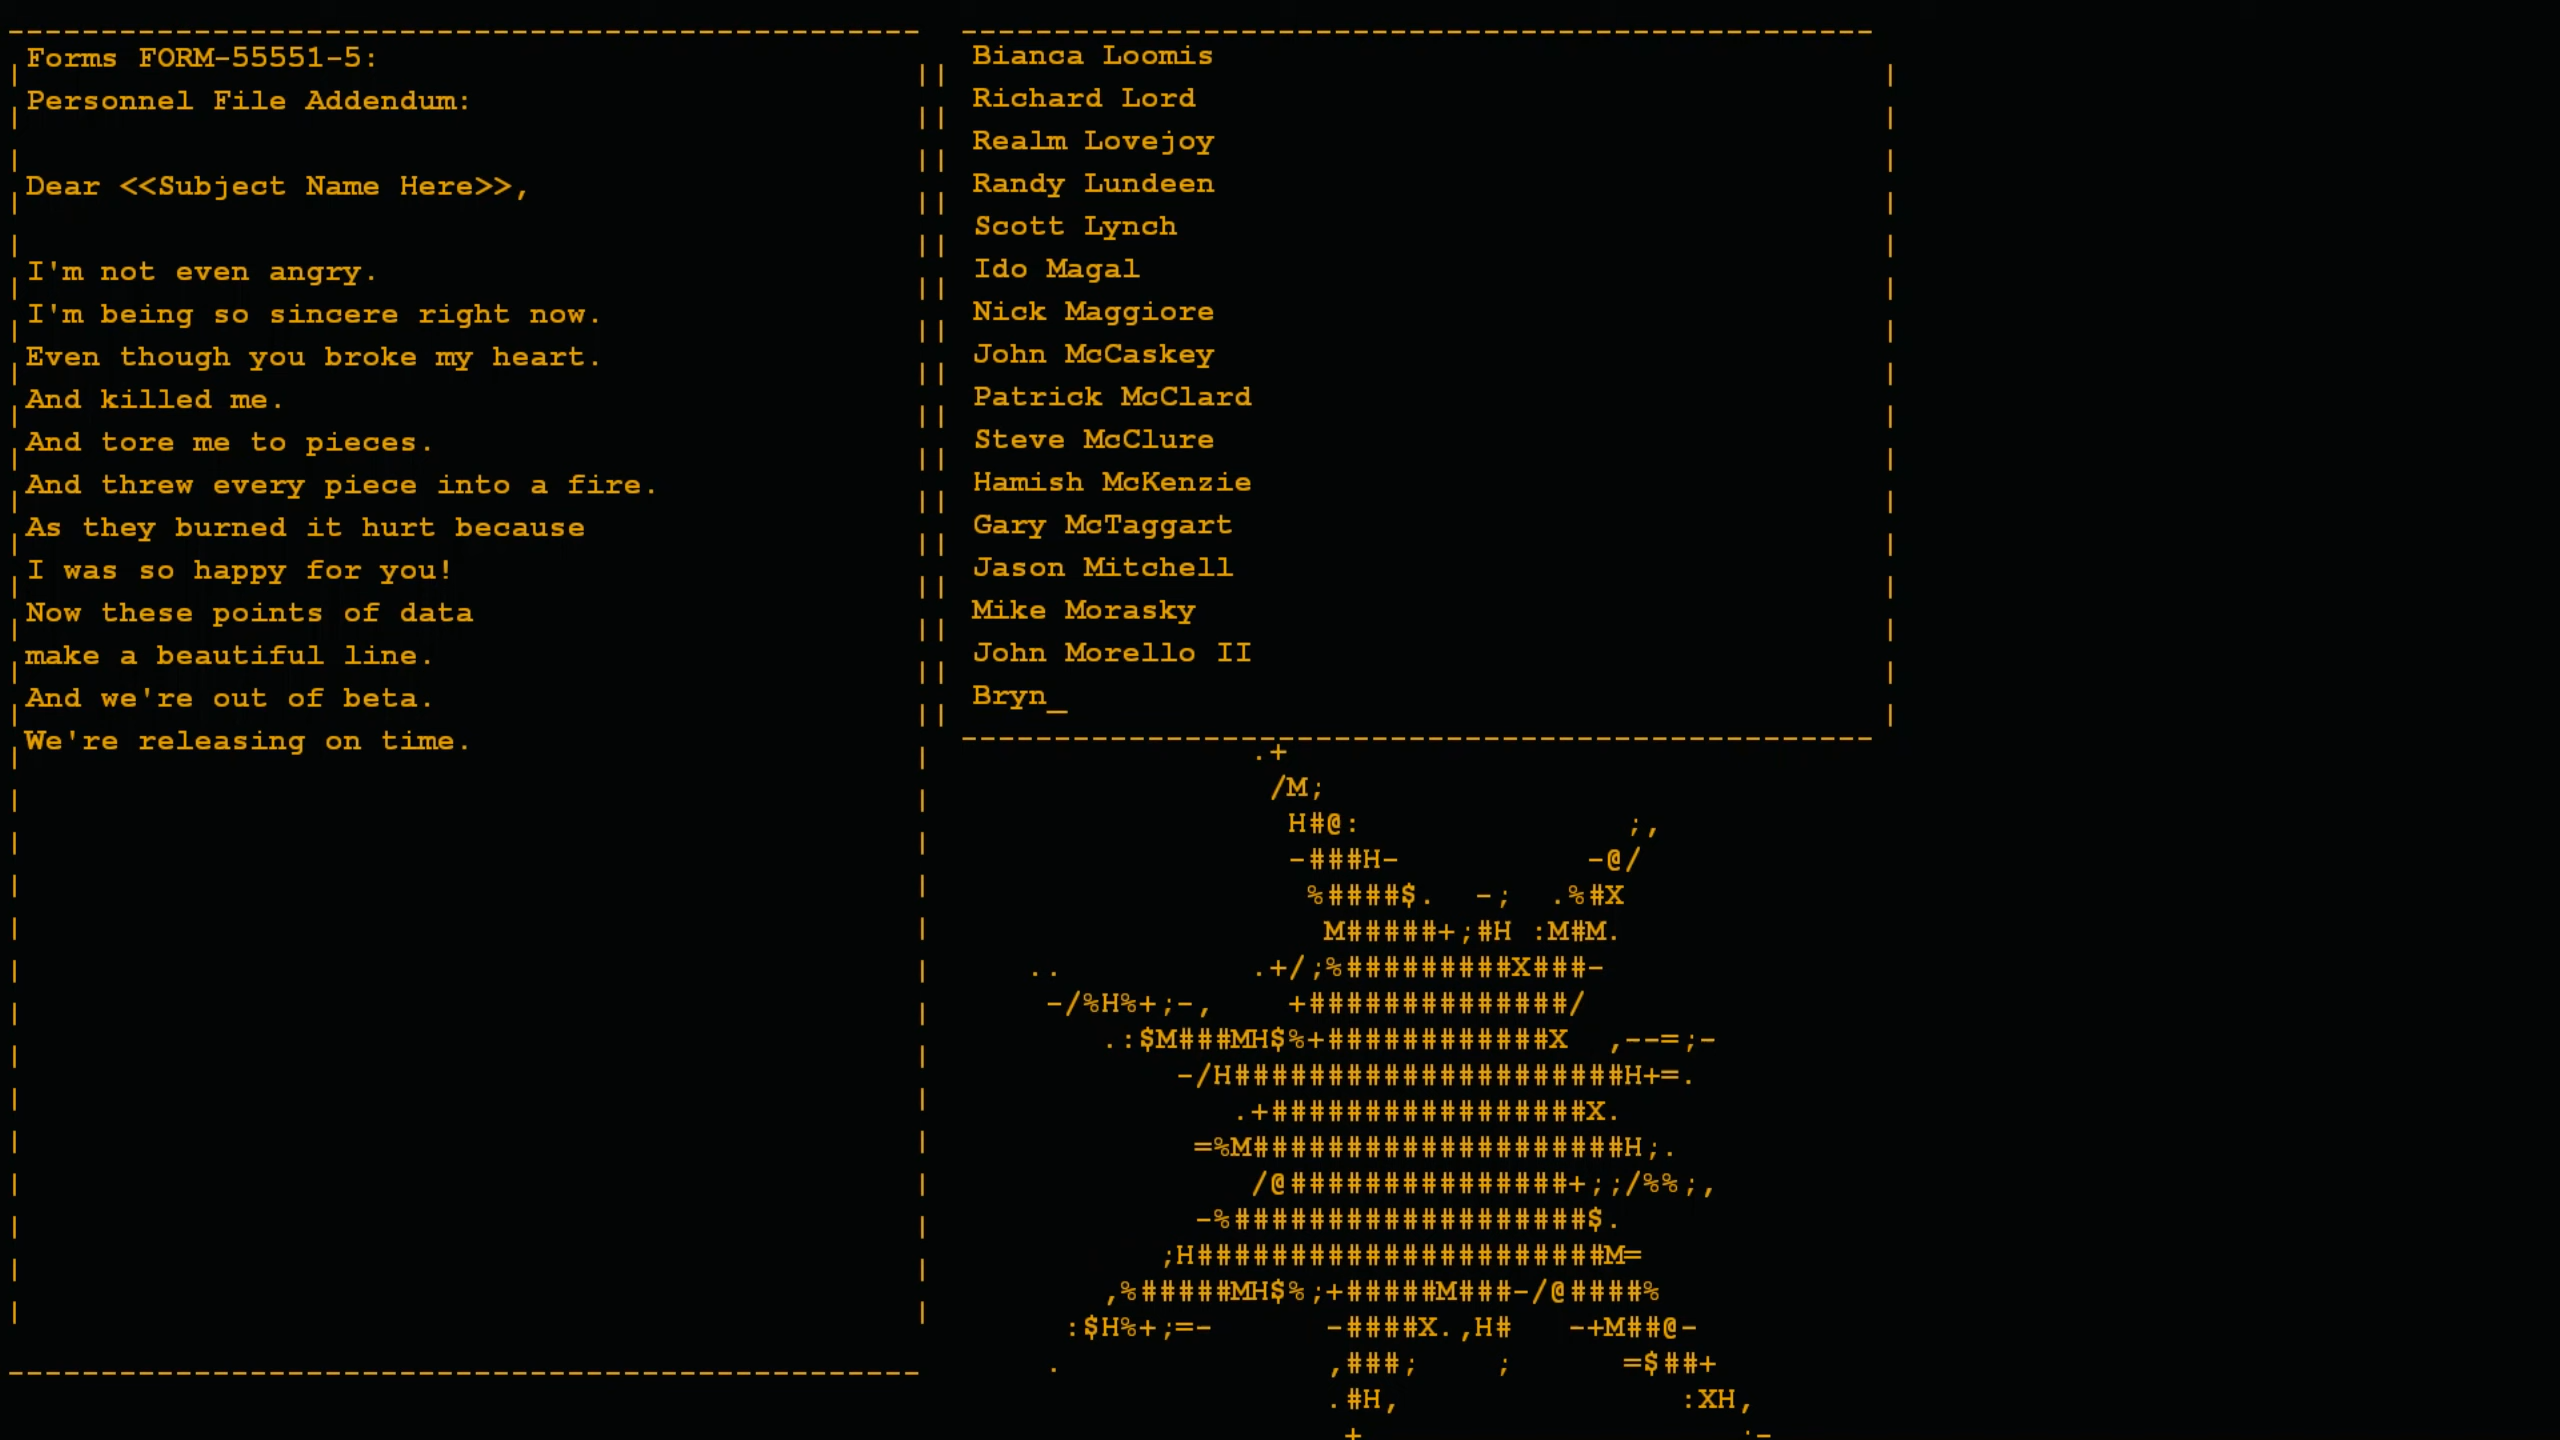 Forms FORM-55551-5:
Personnel File Addendum:
Dear <<Subject Name Here>>,
I'm not even angry.
I'm being so sincere right now.
Even though you broke my heart.
And killed me.
And tore me to pieces.
And threw every piece into a fire.
As they burned it hurt because
I was so happy for you!
Now these points of data
make a beautiful line.
And we're out of beta.
We're releasing on time.
Bianca Loomis
Richard Lord
Realm Lovejoy
Randy Lundeen
Scott Lynch
Ido Magal
Nick Maggiore
John McCaskey
Patrick McClard
Steve McClure
Hamish McKenzie
Gary McTaggart
Jason Mitchell
Mike Morasky
John Morello II
Bryn_